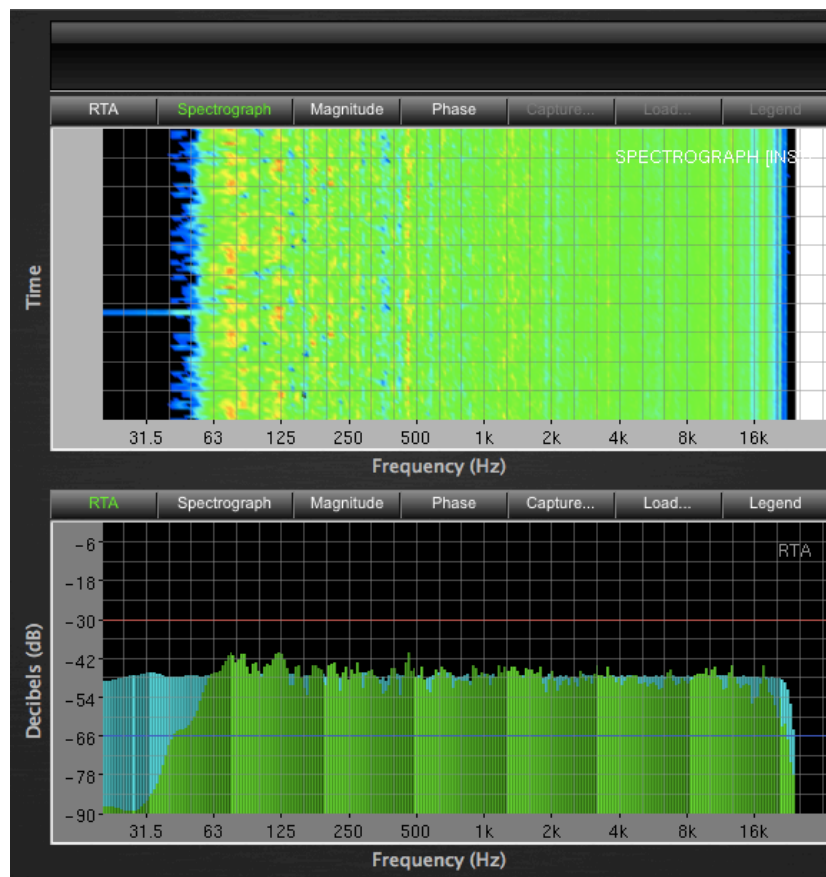 RTA Spectrograph Magnitude Phase Capture... Load... Legend
SPECTROGRAPH [INS
Time
31.5 63 125 250 500 1k 2k 4k 8k 16k
Frequency (Hz)
RTA Spectrograph Magnitude Phase Capture... Load... Legend
RTA
Decibels (dB)
-6
-18
-30
-42
-54
-66
-78
-90
31.5 63 125 250 500 1k 2k 4k 8k 16k
Frequency (Hz)